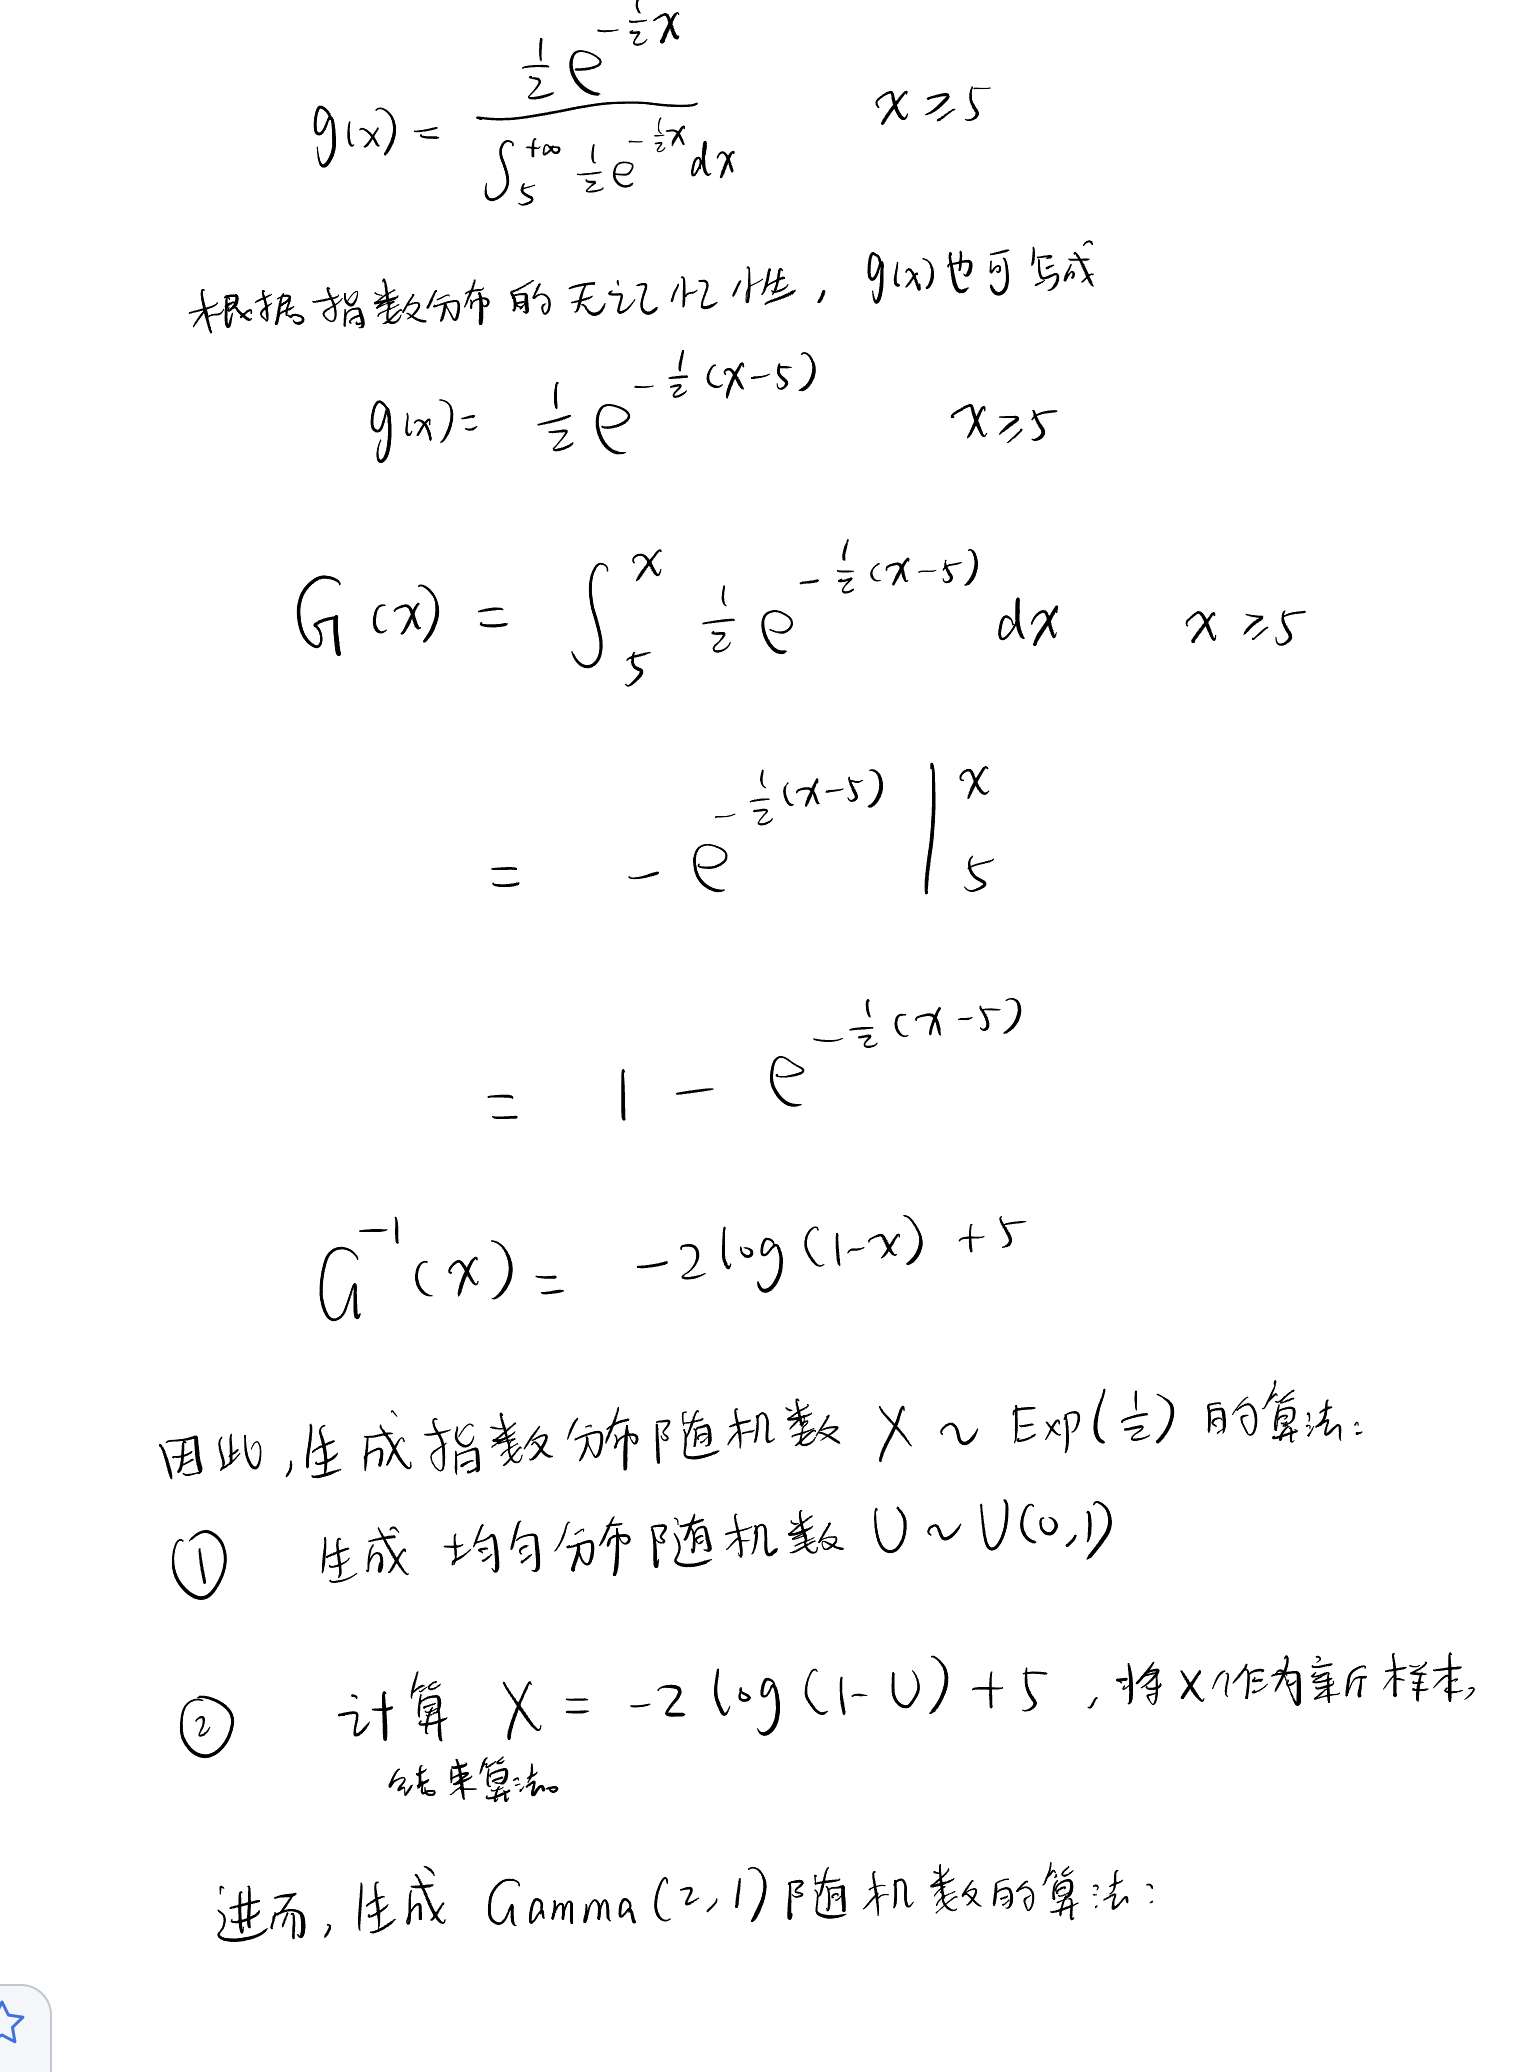 g(x) = \frac{\frac{1}{2} e^{-\frac{1}{2}x}}{\int_5^{+\infty} \frac{1}{2} e^{-\frac{1}{2}x} dx} x ⩾ 5
根据指数分布的无记忆性, g(x)也可写成
g(x) = \frac{1}{2} e^{-\frac{1}{2}(x-5)} x ⩾ 5
G(x) = \int_5^x \frac{1}{2} e^{-\frac{1}{2}(x-5)} dx x ⩾ 5
= - e^{-\frac{1}{2}(x-5)} |_5^x
= 1 - e^{-\frac{1}{2}(x-5)}
G^{-1}(x) = -2 log(1-x) + 5
因此, 生成指数分布随机数 X ~ Exp(\frac{1}{2}) 的算法:
① 生成 均匀分布随机数 U ~ U(0,1)
② 计算 X = -2 log(1-U) + 5 , 将X作为新样本,
结束算法。
进而, 生成 Gamma(2,1) 随机数的算法: